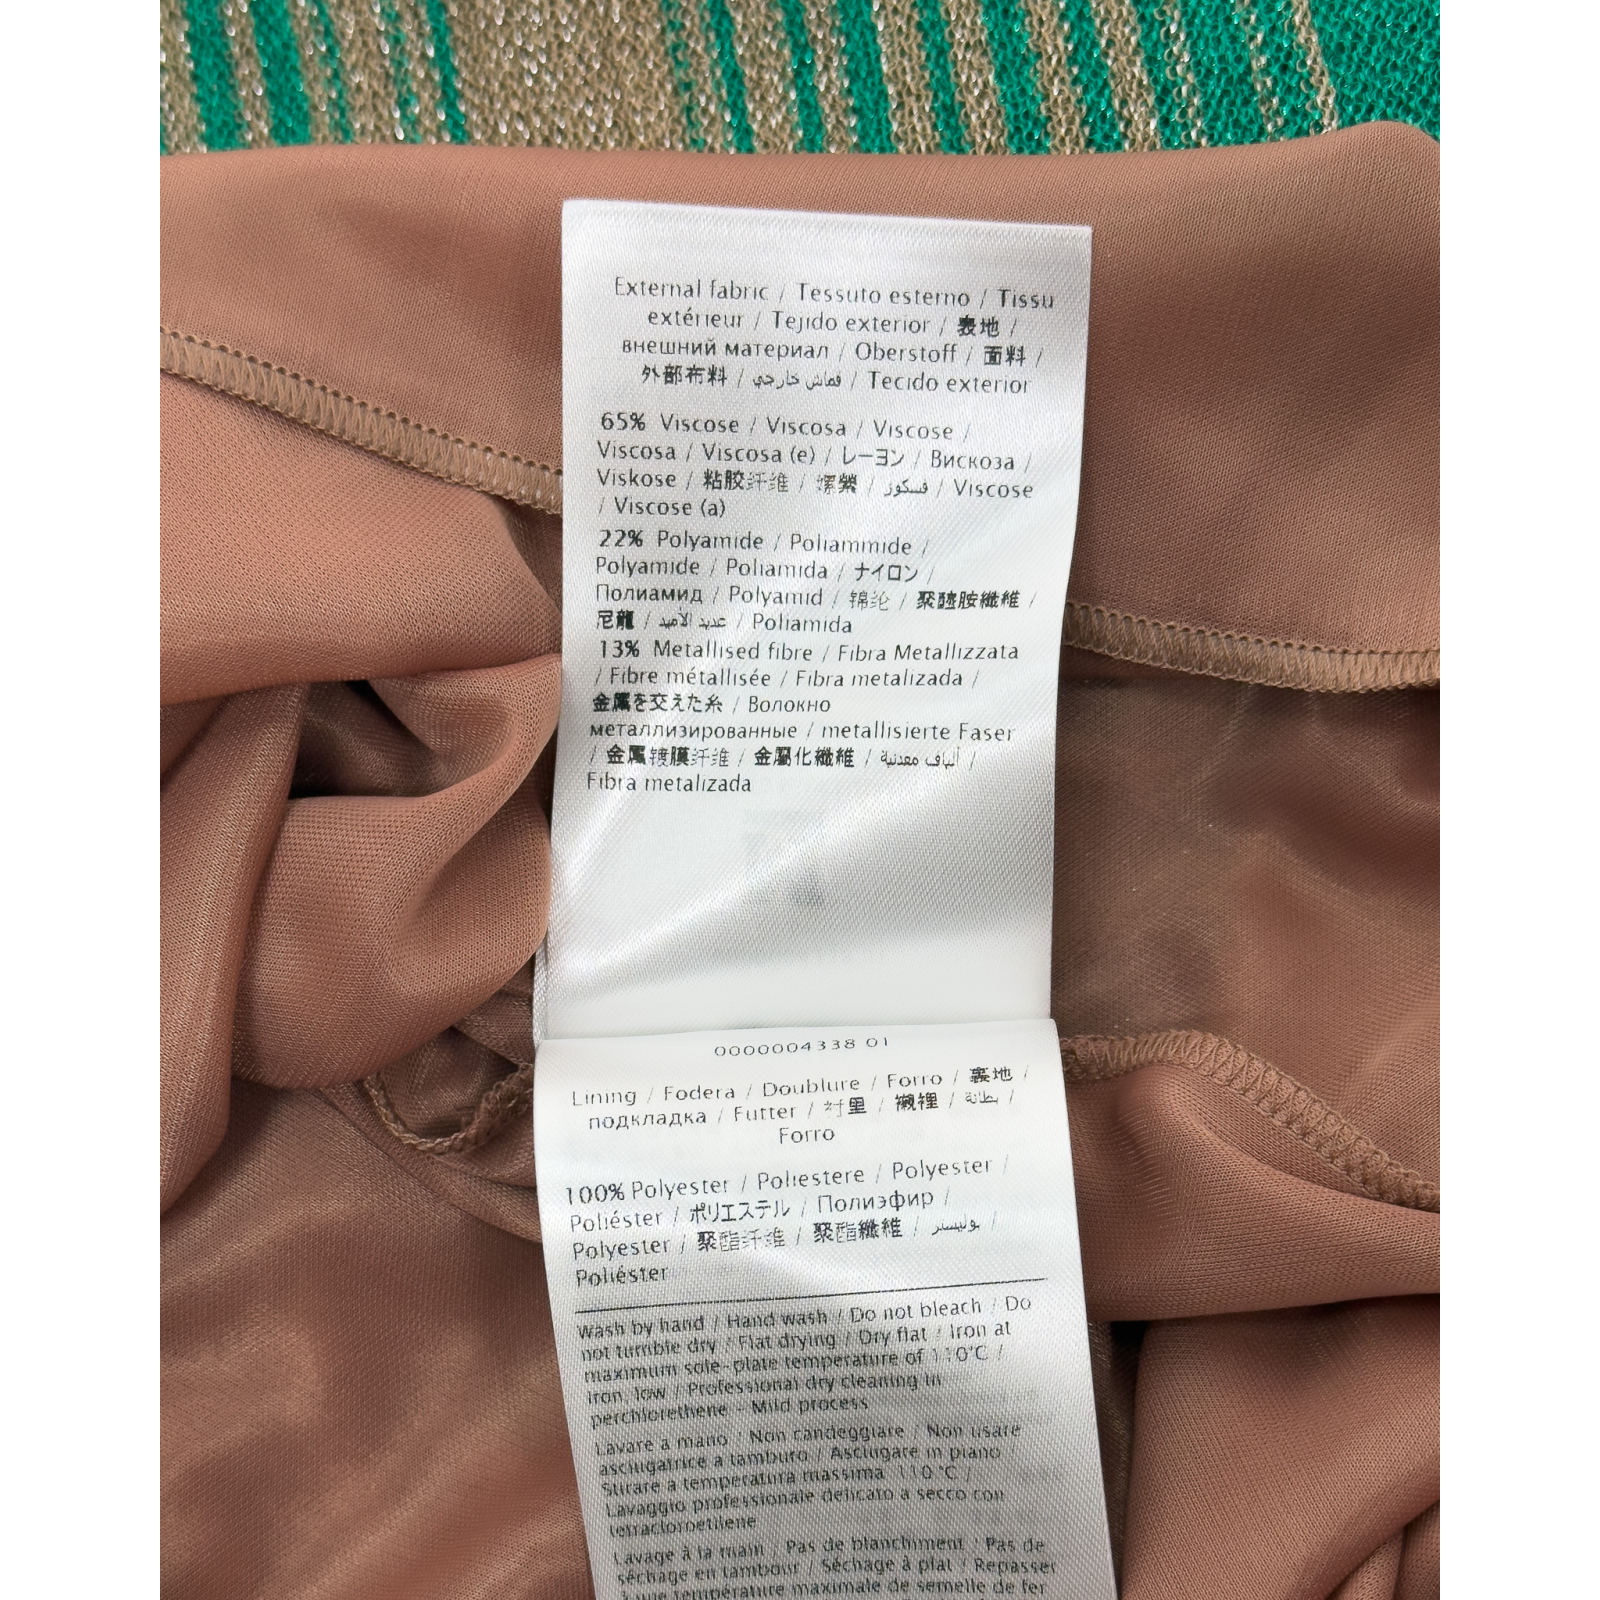 External fabric / Tessuto esterno / Tissu
extérieur / Tejido exterior / 表地 /
внешний материал / Oberstoff / 面料 /
外部布料 / قماش خارجي / Tecido exterior
65% Viscose / Viscosa / Viscose /
Viscosa / Viscosa (e) / レーヨン / Вискоза /
Viskose / 粘胶纤维 / 嫘縈 / فسكوز / Viscose
/ Viscose (a)
22% Polyamide / Poliammide /
Polyamide / Poliamida / ナイロン /
Полиамид / Polyamid / 锦纶 / 聚醯胺纖維 /
尼龍 / عديد الأميد / Poliamida
13% Metallised fibre / Fibra Metallizzata
/ Fibre métallisée / Fibra metalizada /
金属を交えた糸 / Волокно
металлизированные / metallisierte Faser
/ 金属镀膜纤维 / 金屬化纖維 / ألياف معدنية /
Fibra metalizada
0000004338 01
Lining / Fodera / Doublure / Forro / 裏地 /
подкладка / Futter / 衬里 / 襯裡 / بطانة /
Forro
100% Polyester / Poliestere / Polyester /
Poliéster / ポリエステル / Полиэфир /
Polyester / 聚酯纤维 / 聚酯纖維 / بوليستر /
Poliéster
Wash by hand / Hand wash / Do not bleach / Do
not tumble dry / Flat drying / Dry flat / Iron at
maximum sole-plate temperature of 110°C /
Iron, low / Professional dry cleaning in
perchlorethene - Mild process
Lavare a mano / Non candeggiare / Non usare
asciugatrice a tamburo / Asciugare in piano /
Stirare a temperatura massima 110°C /
Lavaggio professionale delicato a secco con
tetracloroetilene
Lavage à la main / Pas de blanchiment / Pas de
séchage en tambour / Séchage à plat / Repasser
à une température maximale de semelle de fer